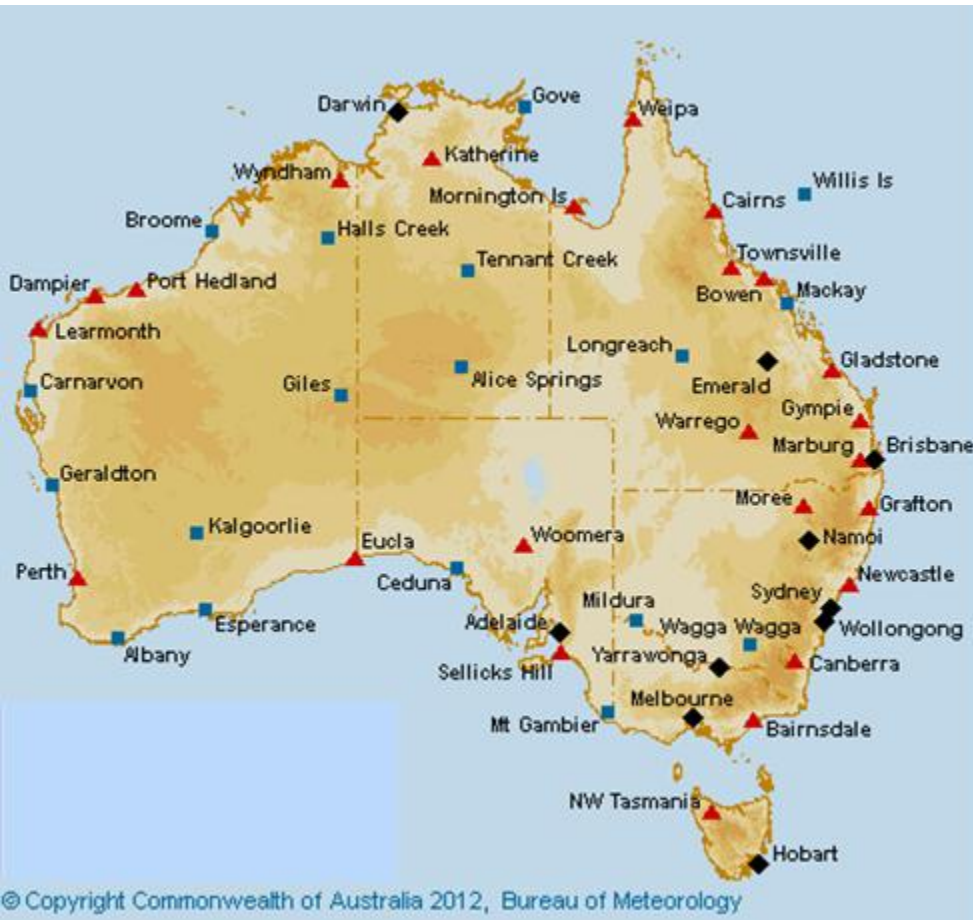 Darwin
Gove
Weipa
Katherine
Wyndham
Mornington Is
Willis Is
Cairns
Broome
Halls Creek
Tennant Creek
Townsville
Dampier
Port Hedland
Bowen
Mackay
Learmonth
Longreach
Gladstone
Carnarvon
Giles
Alice Springs
Emerald
Gympie
Warrego
Marburg
Brisbane
Geraldton
Moree
Grafton
Kalgoorlie
Eucla
Woomera
Namoi
Perth
Ceduna
Newcastle
Sydney
Mildura
Esperance
Adelaide
Wagga Wagga
Wollongong
Albany
Yarrawonga
Canberra
Sellicks Hill
Melbourne
Mt Gambier
Bairnsdale
NW Tasmania
Hobart
© Copyright Commonwealth of Australia 2012, Bureau of Meteorology